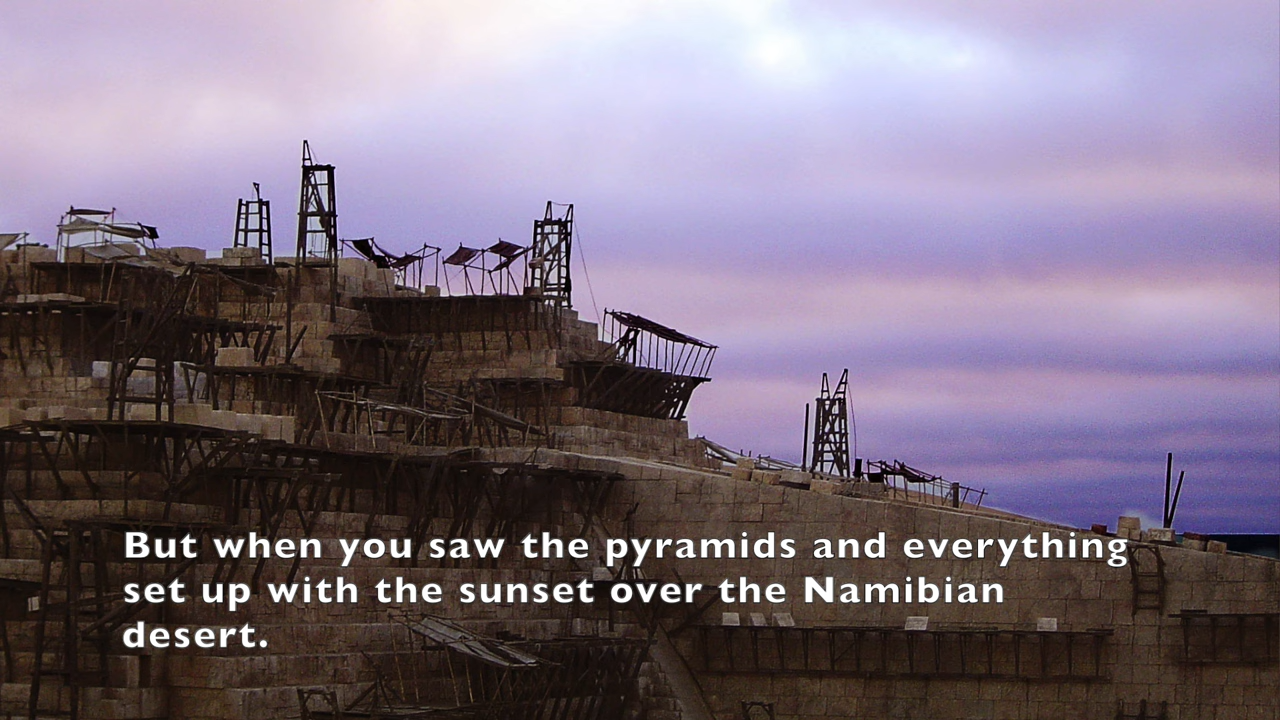 But when you saw the pyramids and everything
set up with the sunset over the Namibian
desert.